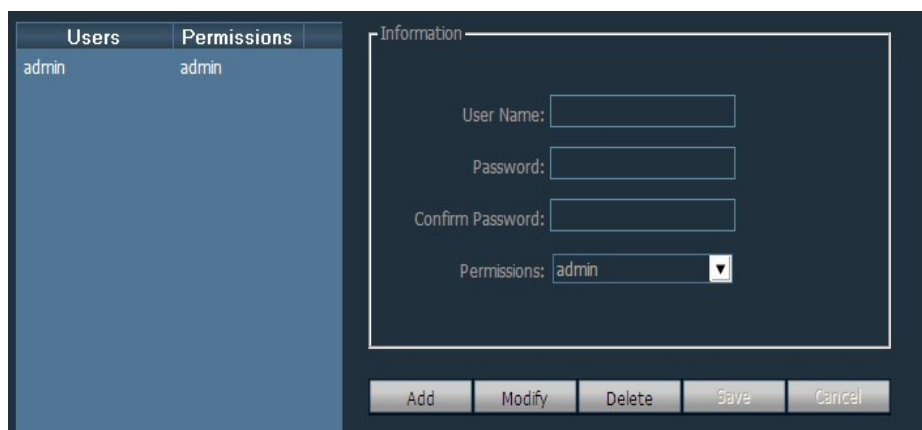 Users Permissions
admin admin
Information
User Name:
Password:
Confirm Password:
Permissions: admin
Add Modify Delete Save Cancel